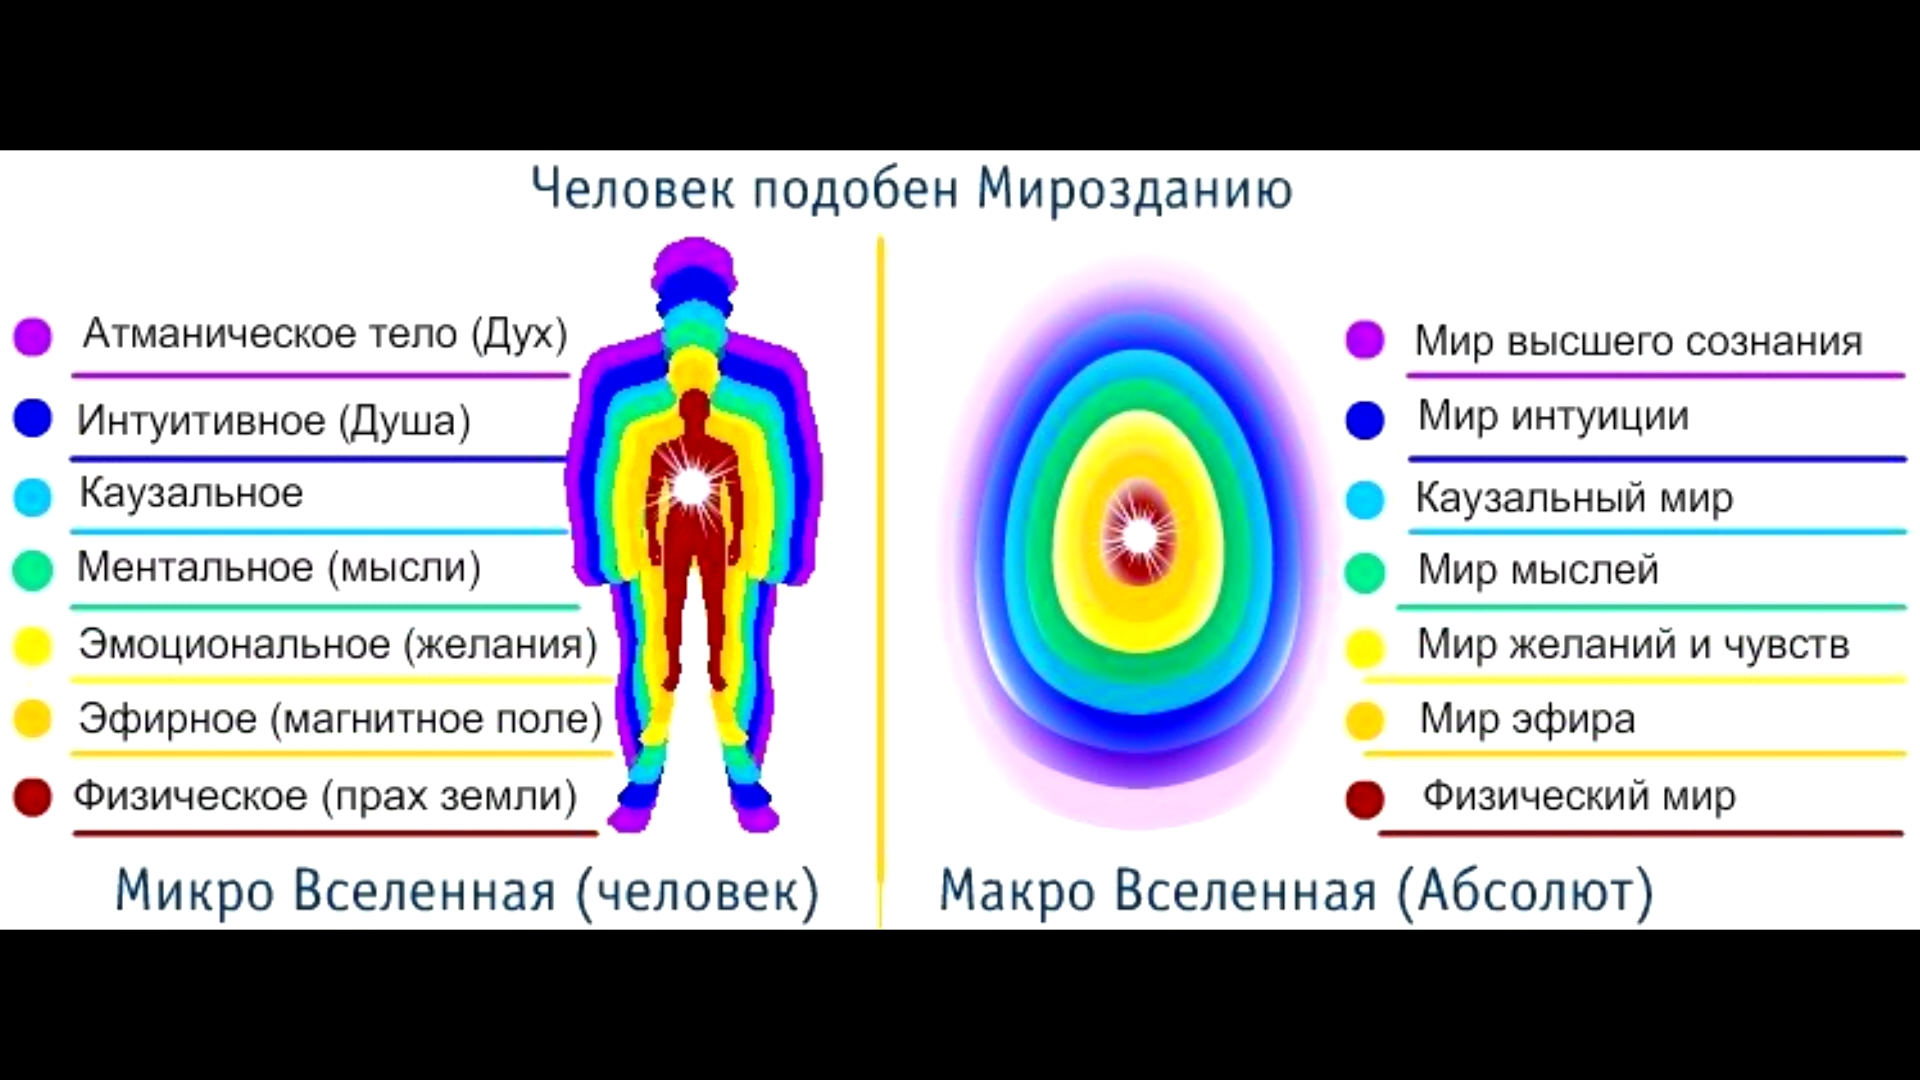 Человек подобен Мирозданию
Атманическое тело (Дух)
Интуитивное (Душа)
Каузальное
Ментальное (мысли)
Эмоциональное (желания)
Эфирное (магнитное поле)
Физическое (прах земли)
Микро Вселенная (человек)
Мир высшего сознания
Мир интуиции
Каузальный мир
Мир мыслей
Мир желаний и чувств
Мир эфира
Физический мир
Макро Вселенная (Абсолют)